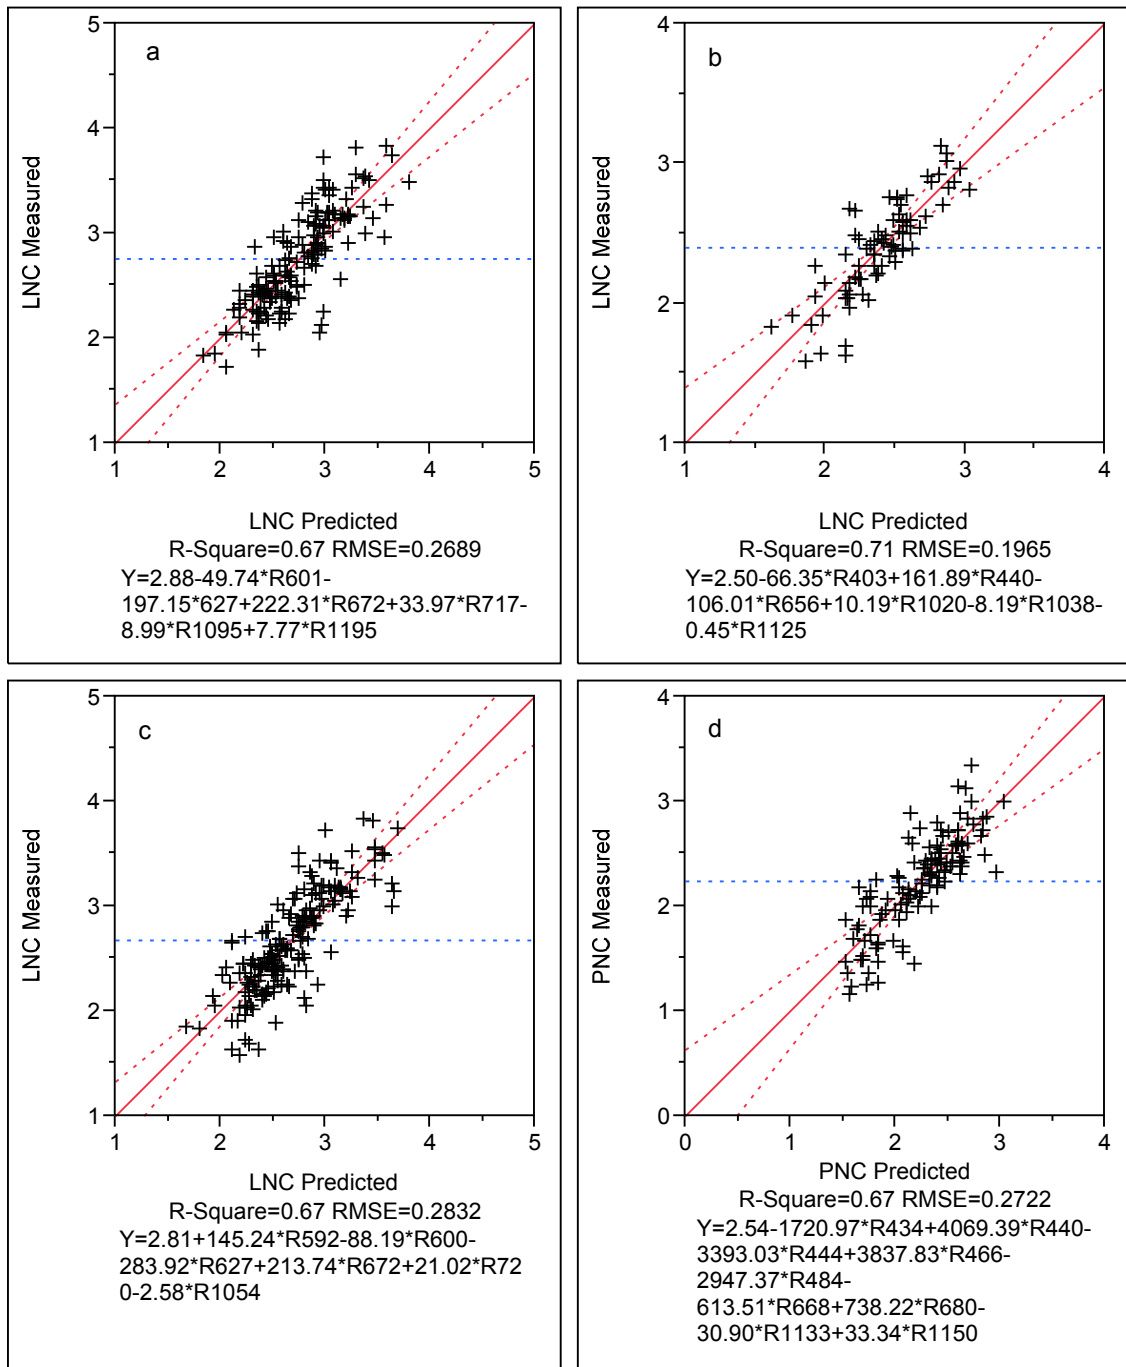 a
5
4
3
2
1
LNC Measured
1
2
3
4
5
LNC Predicted
R-Square=0.67 RMSE=0.2689
Y=2.88-49.74*R601-
197.15*627+222.31*R672+33.97*R717-
8.99*R1095+7.77*R1195
b
4
3
2
1
LNC Measured
1
2
3
4
LNC Predicted
R-Square=0.71 RMSE=0.1965
Y=2.50-66.35*R403+161.89*R440-
106.01*R656+10.19*R1020-8.19*R1038-
0.45*R1125
c
5
4
3
2
1
LNC Measured
1
2
3
4
5
LNC Predicted
R-Square=0.67 RMSE=0.2832
Y=2.81+145.24*R592-88.19*R600-
283.92*R627+213.74*R672+21.02*R72
0-2.58*R1054
d
4
3
2
1
0
PNC Measured
0
1
2
3
4
PNC Predicted
R-Square=0.67 RMSE=0.2722
Y=2.54-1720.97*R434+4069.39*R440-
3393.03*R444+3837.83*R466-
2947.37*R484-
613.51*R668+738.22*R680-
30.90*R1133+33.34*R1150